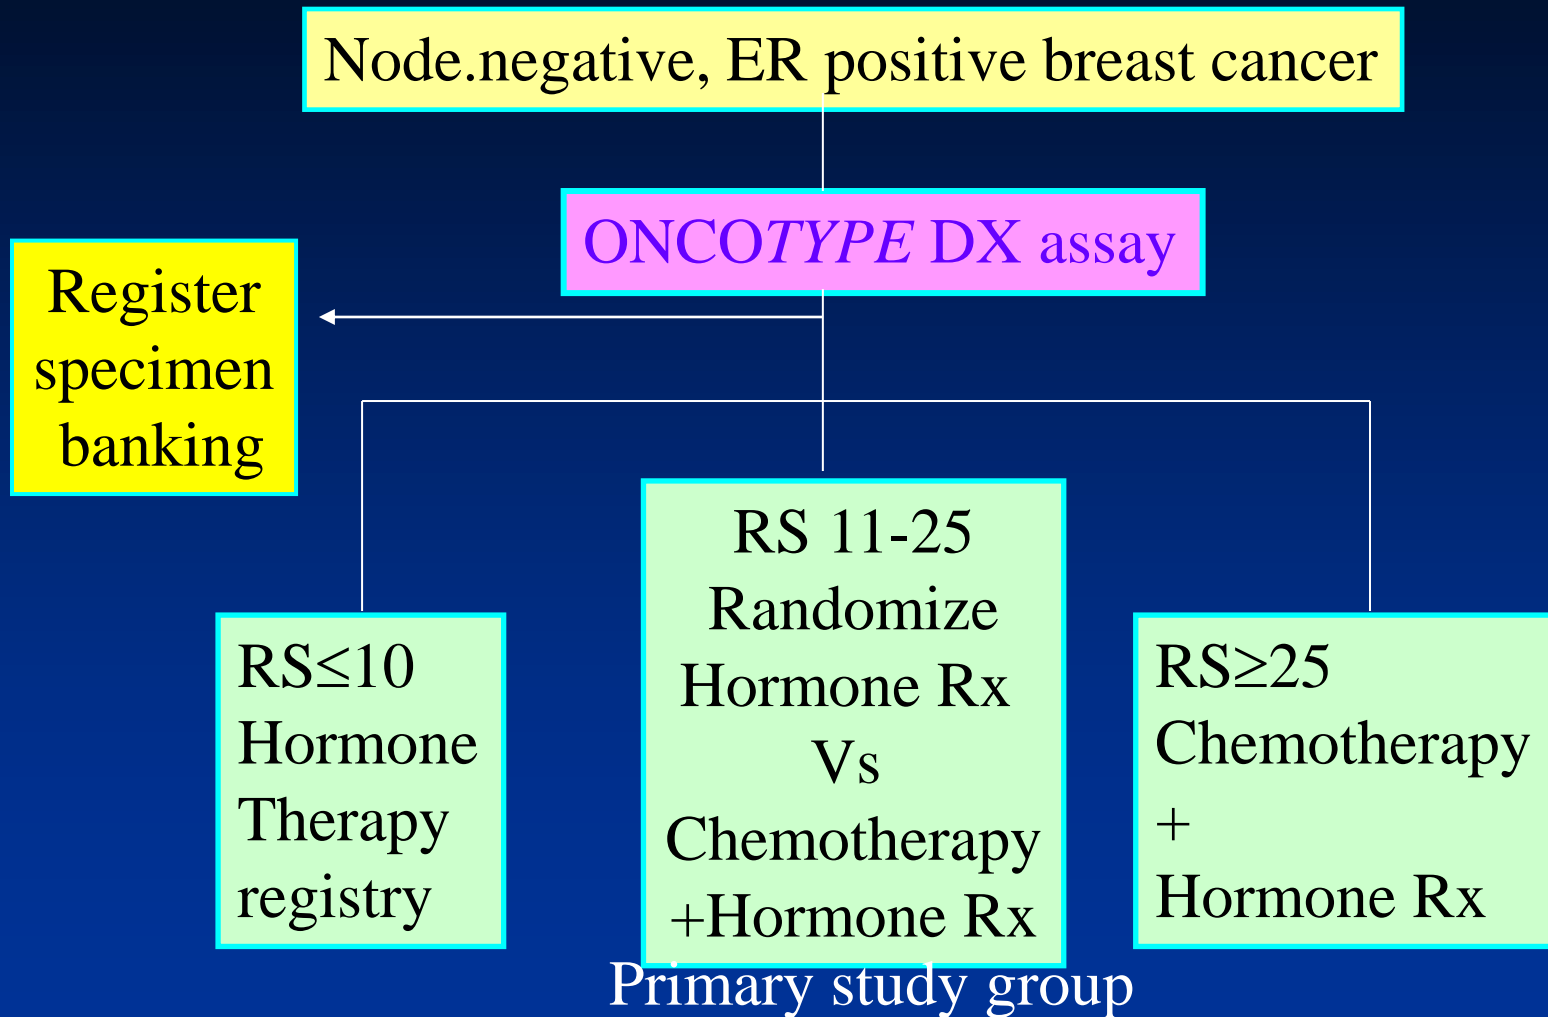 Node.negative, ER positive breast cancer
ONCOTYPE DX assay
Register
specimen
banking
RS≤10
Hormone
Therapy
registry
RS 11-25
Randomize
Hormone Rx
Vs
Chemotherapy
+Hormone Rx
RS≥25
Chemotherapy
+
Hormone Rx
Primary study group